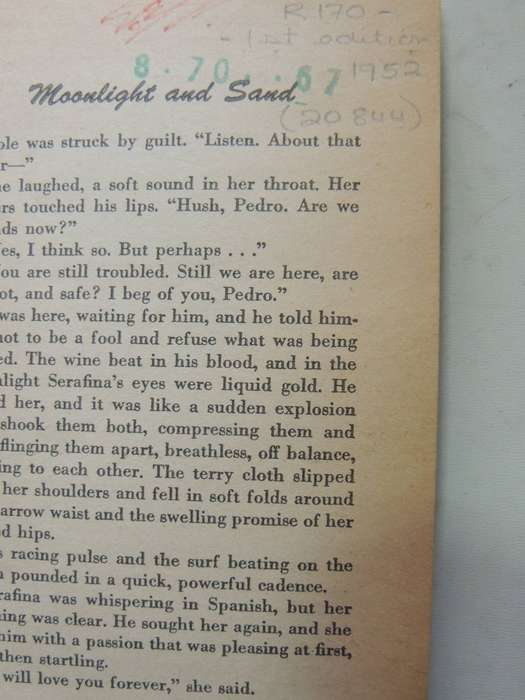 R170-
- 1st edition
1952
8.70..67
(20844)
Moonlight and Sand
ple was struck by guilt. “Listen. About that
r—”
he laughed, a soft sound in her throat. Her
ers touched his lips. “Hush, Pedro. Are we
ds now?”
es, I think so. But perhaps . . .”
ou are still troubled. Still we are here, are
ot, and safe? I beg of you, Pedro.”
was here, waiting for him, and he told him-
not to be a fool and refuse what was being
ed. The wine beat in his blood, and in the
nlight Serafina’s eyes were liquid gold. He
d her, and it was like a sudden explosion
shook them both, compressing them and
flinging them apart, breathless, off balance,
ing to each other. The terry cloth slipped
her shoulders and fell in soft folds around
arrow waist and the swelling promise of her
d hips.
s racing pulse and the surf beating on the
h pounded in a quick, powerful cadence.
rafina was whispering in Spanish, but her
ning was clear. He sought her again, and she
him with a passion that was pleasing at first,
then startling.
will love you forever,” she said.